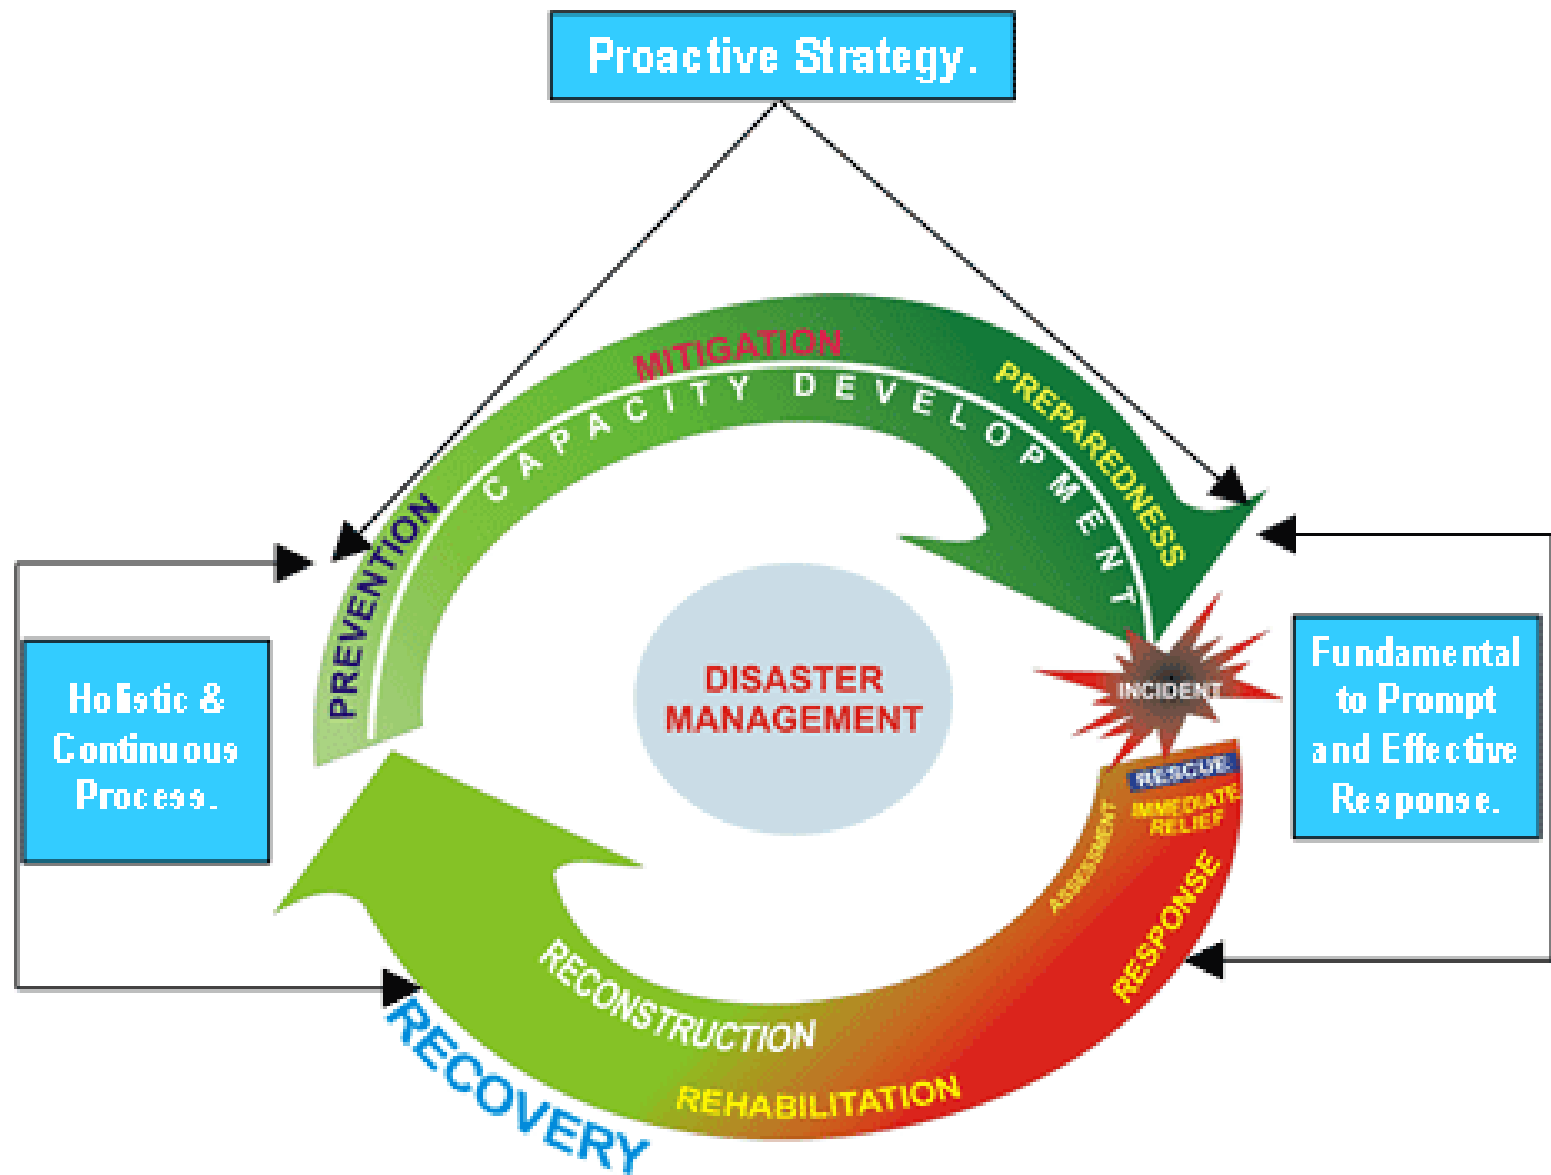 Proactive Strategy.
MITIGATION
CAPACITY DEVELOPMENT
PREPAREDNESS
PREVENTION
Holistic &
Continuous
Process.
DISASTER
MANAGEMENT
INCIDENT
Fundamental
to Prompt
and Effective
Response.
RESCUE
IMMEDIATE
RELIEF
ASSESSMENT
RESPONSE
RECONSTRUCTION
REHABILITATION
RECOVERY